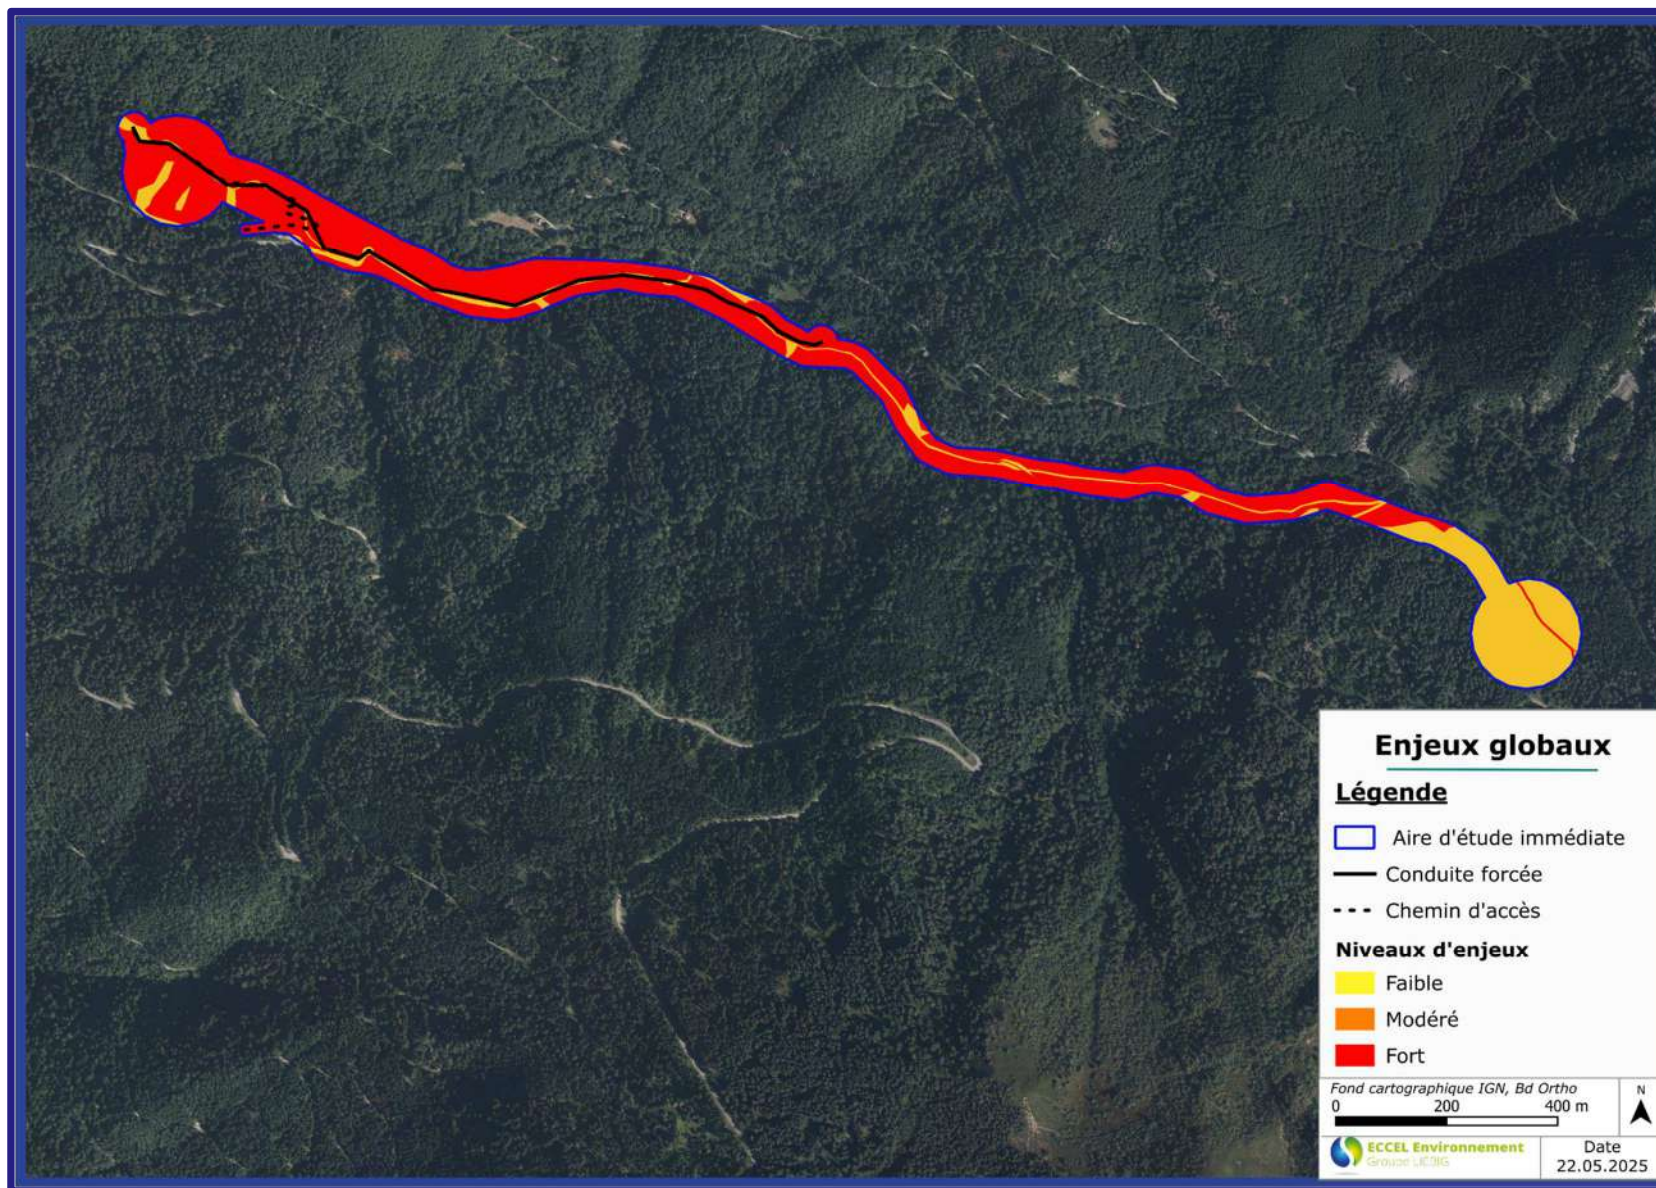 Enjeux globaux
Légende
Aire d'étude immédiate
Conduite forcée
Chemin d'accès
Niveaux d'enjeux
Faible
Modéré
Fort
Fond cartographique IGN, Bd Ortho
N
0 200 400 m
ECCEL Environnement
Groupe
Date
22.05.2025